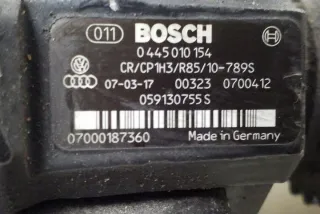 011 BOSCH
0 445 010 154
CR/CP1H3/R85/10-789S
07-03-17 00323 0700412
059130755 S
07000187360 Made in Germany